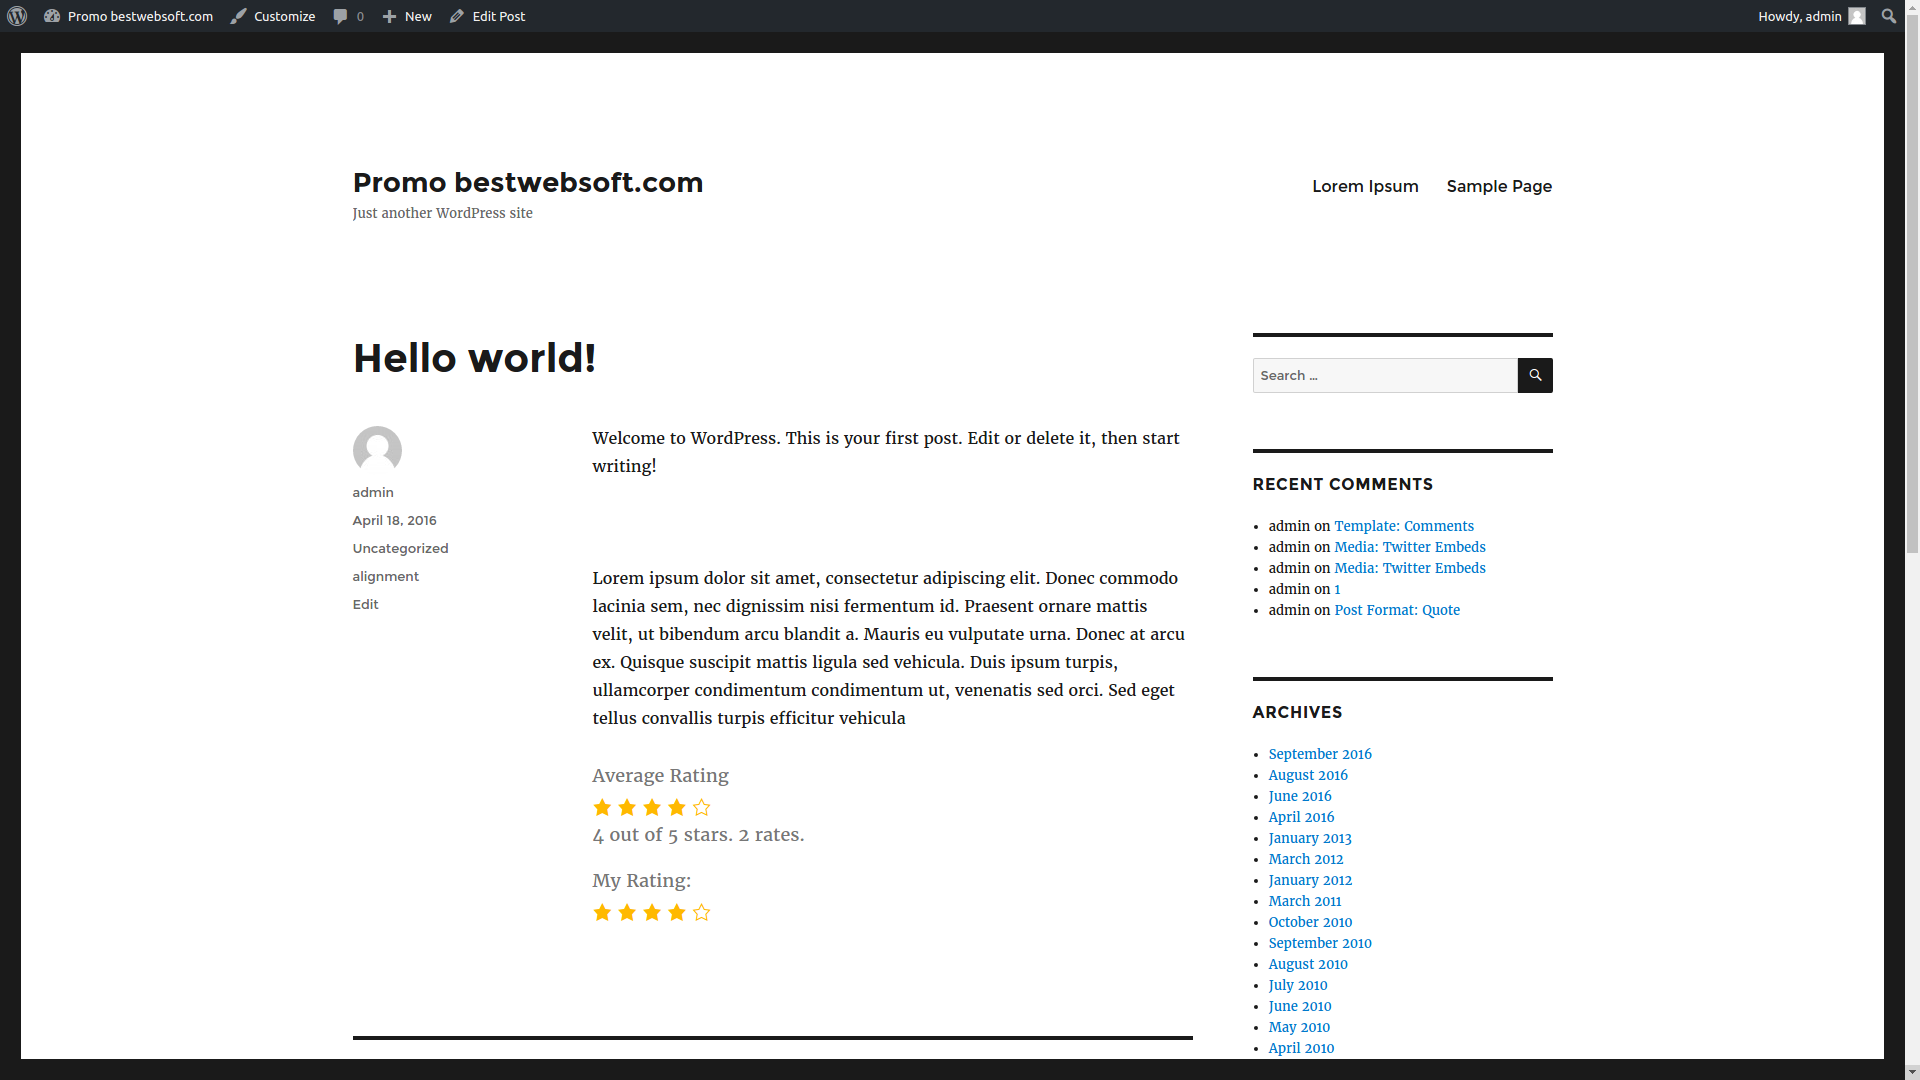 Promo bestwebsoft.com Customize 0 New Edit Post Howdy, admin
Promo bestwebsoft.com
Just another WordPress site
Lorem Ipsum Sample Page
Hello world!
admin
April 18, 2016
Uncategorized
alignment
Edit
Welcome to WordPress. This is your first post. Edit or delete it, then start
writing!
Lorem ipsum dolor sit amet, consectetur adipiscing elit. Donec commodo
lacinia sem, nec dignissim nisi fermentum id. Praesent ornare mattis
velit, ut bibendum arcu blandit a. Mauris eu vulputate urna. Donec at arcu
ex. Quisque suscipit mattis ligula sed vehicula. Duis ipsum turpis,
ullamcorper condimentum condimentum ut, venenatis sed orci. Sed eget
tellus convallis turpis efficitur vehicula
Average Rating
4 out of 5 stars. 2 rates.
My Rating:
Search …
RECENT COMMENTS
admin on Template: Comments
admin on Media: Twitter Embeds
admin on Media: Twitter Embeds
admin on 1
admin on Post Format: Quote
ARCHIVES
September 2016
August 2016
June 2016
April 2016
January 2013
March 2012
January 2012
March 2011
October 2010
September 2010
August 2010
July 2010
June 2010
May 2010
April 2010